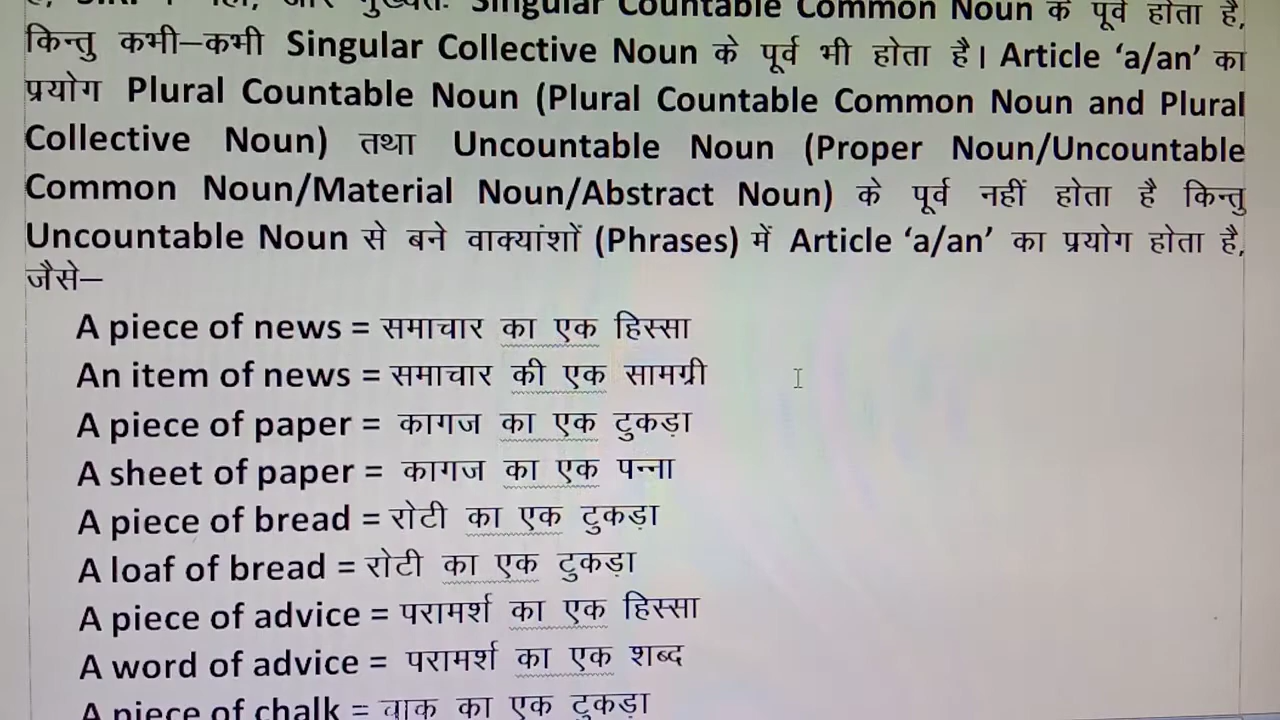 Singular Countable Common Noun के पूर्व होता है,
किन्तु कभी–कभी Singular Collective Noun के पूर्व भी होता है। Article ‘a/an’ का
प्रयोग Plural Countable Noun (Plural Countable Common Noun and Plural
Collective Noun) तथा Uncountable Noun (Proper Noun/Uncountable
Common Noun/Material Noun/Abstract Noun) के पूर्व नहीं होता है किन्तु
Uncountable Noun से बने वाक्यांशों (Phrases) में Article ‘a/an’ का प्रयोग होता है,
जैसे–
A piece of news = समाचार का एक हिस्सा
An item of news = समाचार की एक सामग्री
A piece of paper = कागज का एक टुकड़ा
A sheet of paper = कागज का एक पन्ना
A piece of bread = रोटी का एक टुकड़ा
A loaf of bread = रोटी का एक टुकड़ा
A piece of advice = परामर्श का एक हिस्सा
A word of advice = परामर्श का एक शब्द
A piece of chalk = चाक का एक टुकड़ा